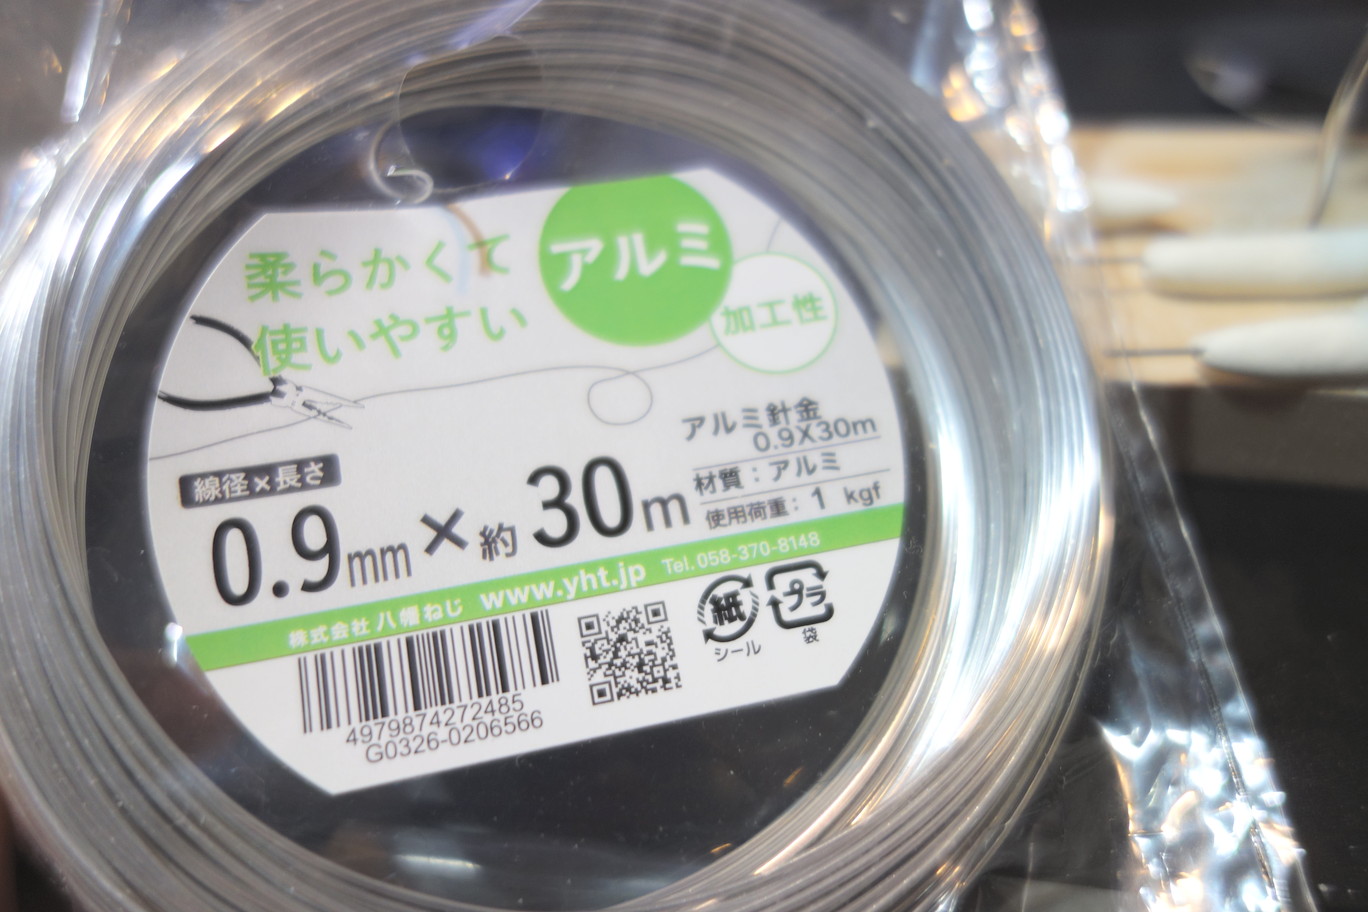 柔らかくて
使いやすい
アルミ
加工性
アルミ針金
0.9X30m
材質：アルミ
使用荷重：1 kgf
線径×長さ
0.9mm×約30m
株式会社 八幡ねじ www.yht.jp Tel.058-370-8148
4979874272485
G0326-0206566
紙
シール
プラ
袋